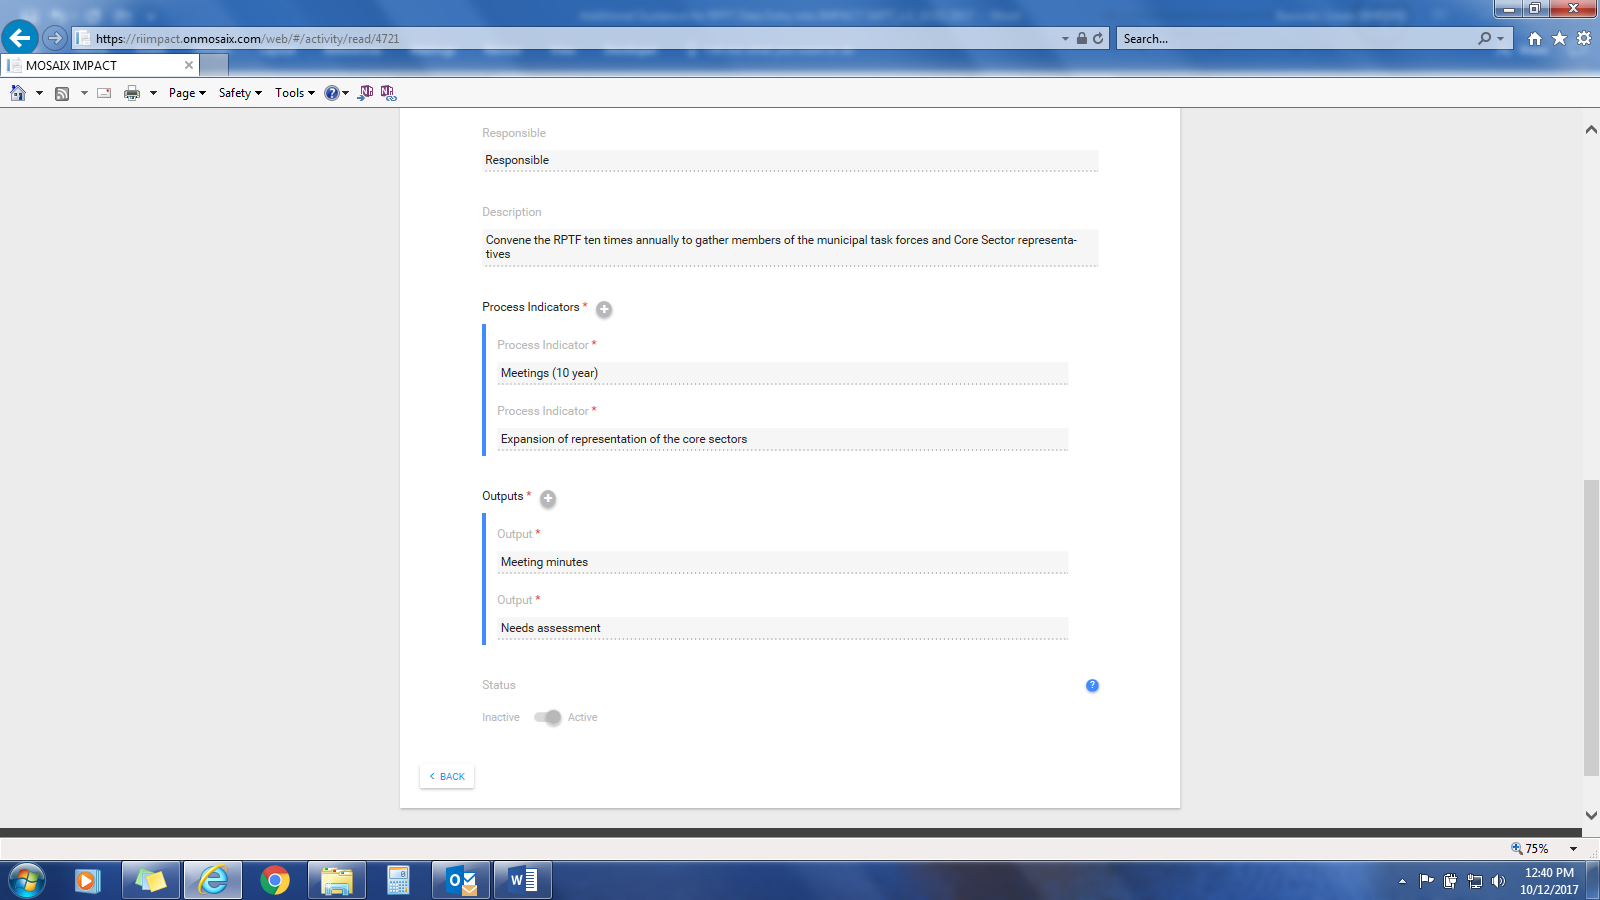 https://riimpact.onmosaix.com/web/#/activity/read/4721
Search...
MOSAIX IMPACT
Page Safety Tools
Responsible
Responsible
Description
Convene the RPTF ten times annually to gather members of the municipal task forces and Core Sector representa-
tives
Process Indicators *
Process Indicator *
Meetings (10 year)
Process Indicator *
Expansion of representation of the core sectors
Outputs *
Output *
Meeting minutes
Output *
Needs assessment
Status
?
Inactive Active
< BACK
75%
12:40 PM
10/12/2017